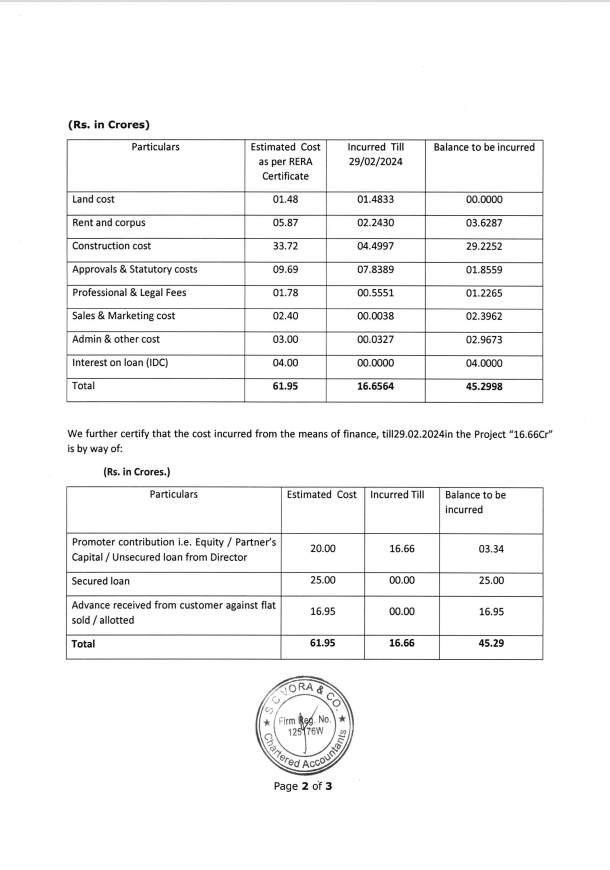 (Rs. in Crores)
Particulars Estimated Cost as per RERA Certificate Incurred Till 29/02/2024 Balance to be incurred
Land cost 01.48 01.4833 00.0000
Rent and corpus 05.87 02.2430 03.6287
Construction cost 33.72 04.4997 29.2252
Approvals & Statutory costs 09.69 07.8389 01.8559
Professional & Legal Fees 01.78 00.5551 01.2265
Sales & Marketing cost 02.40 00.0038 02.3962
Admin & other cost 03.00 00.0327 02.9673
Interest on loan (IDC) 04.00 00.0000 04.0000
Total 61.95 16.6564 45.2998
We further certify that the cost incurred from the means of finance, till29.02.2024in the Project “16.66Cr”
is by way of:
(Rs. in Crores.)
Particulars Estimated Cost Incurred Till Balance to be incurred
Promoter contribution i.e. Equity / Partner’s
Capital / Unsecured loan from Director 20.00 16.66 03.34
Secured loan 25.00 00.00 25.00
Advance received from customer against flat
sold / allotted 16.95 00.00 16.95
Total 61.95 16.66 45.29
S C VORA & CO.
Firm Reg. No.
Chartered Accountants
Page 2 of 3